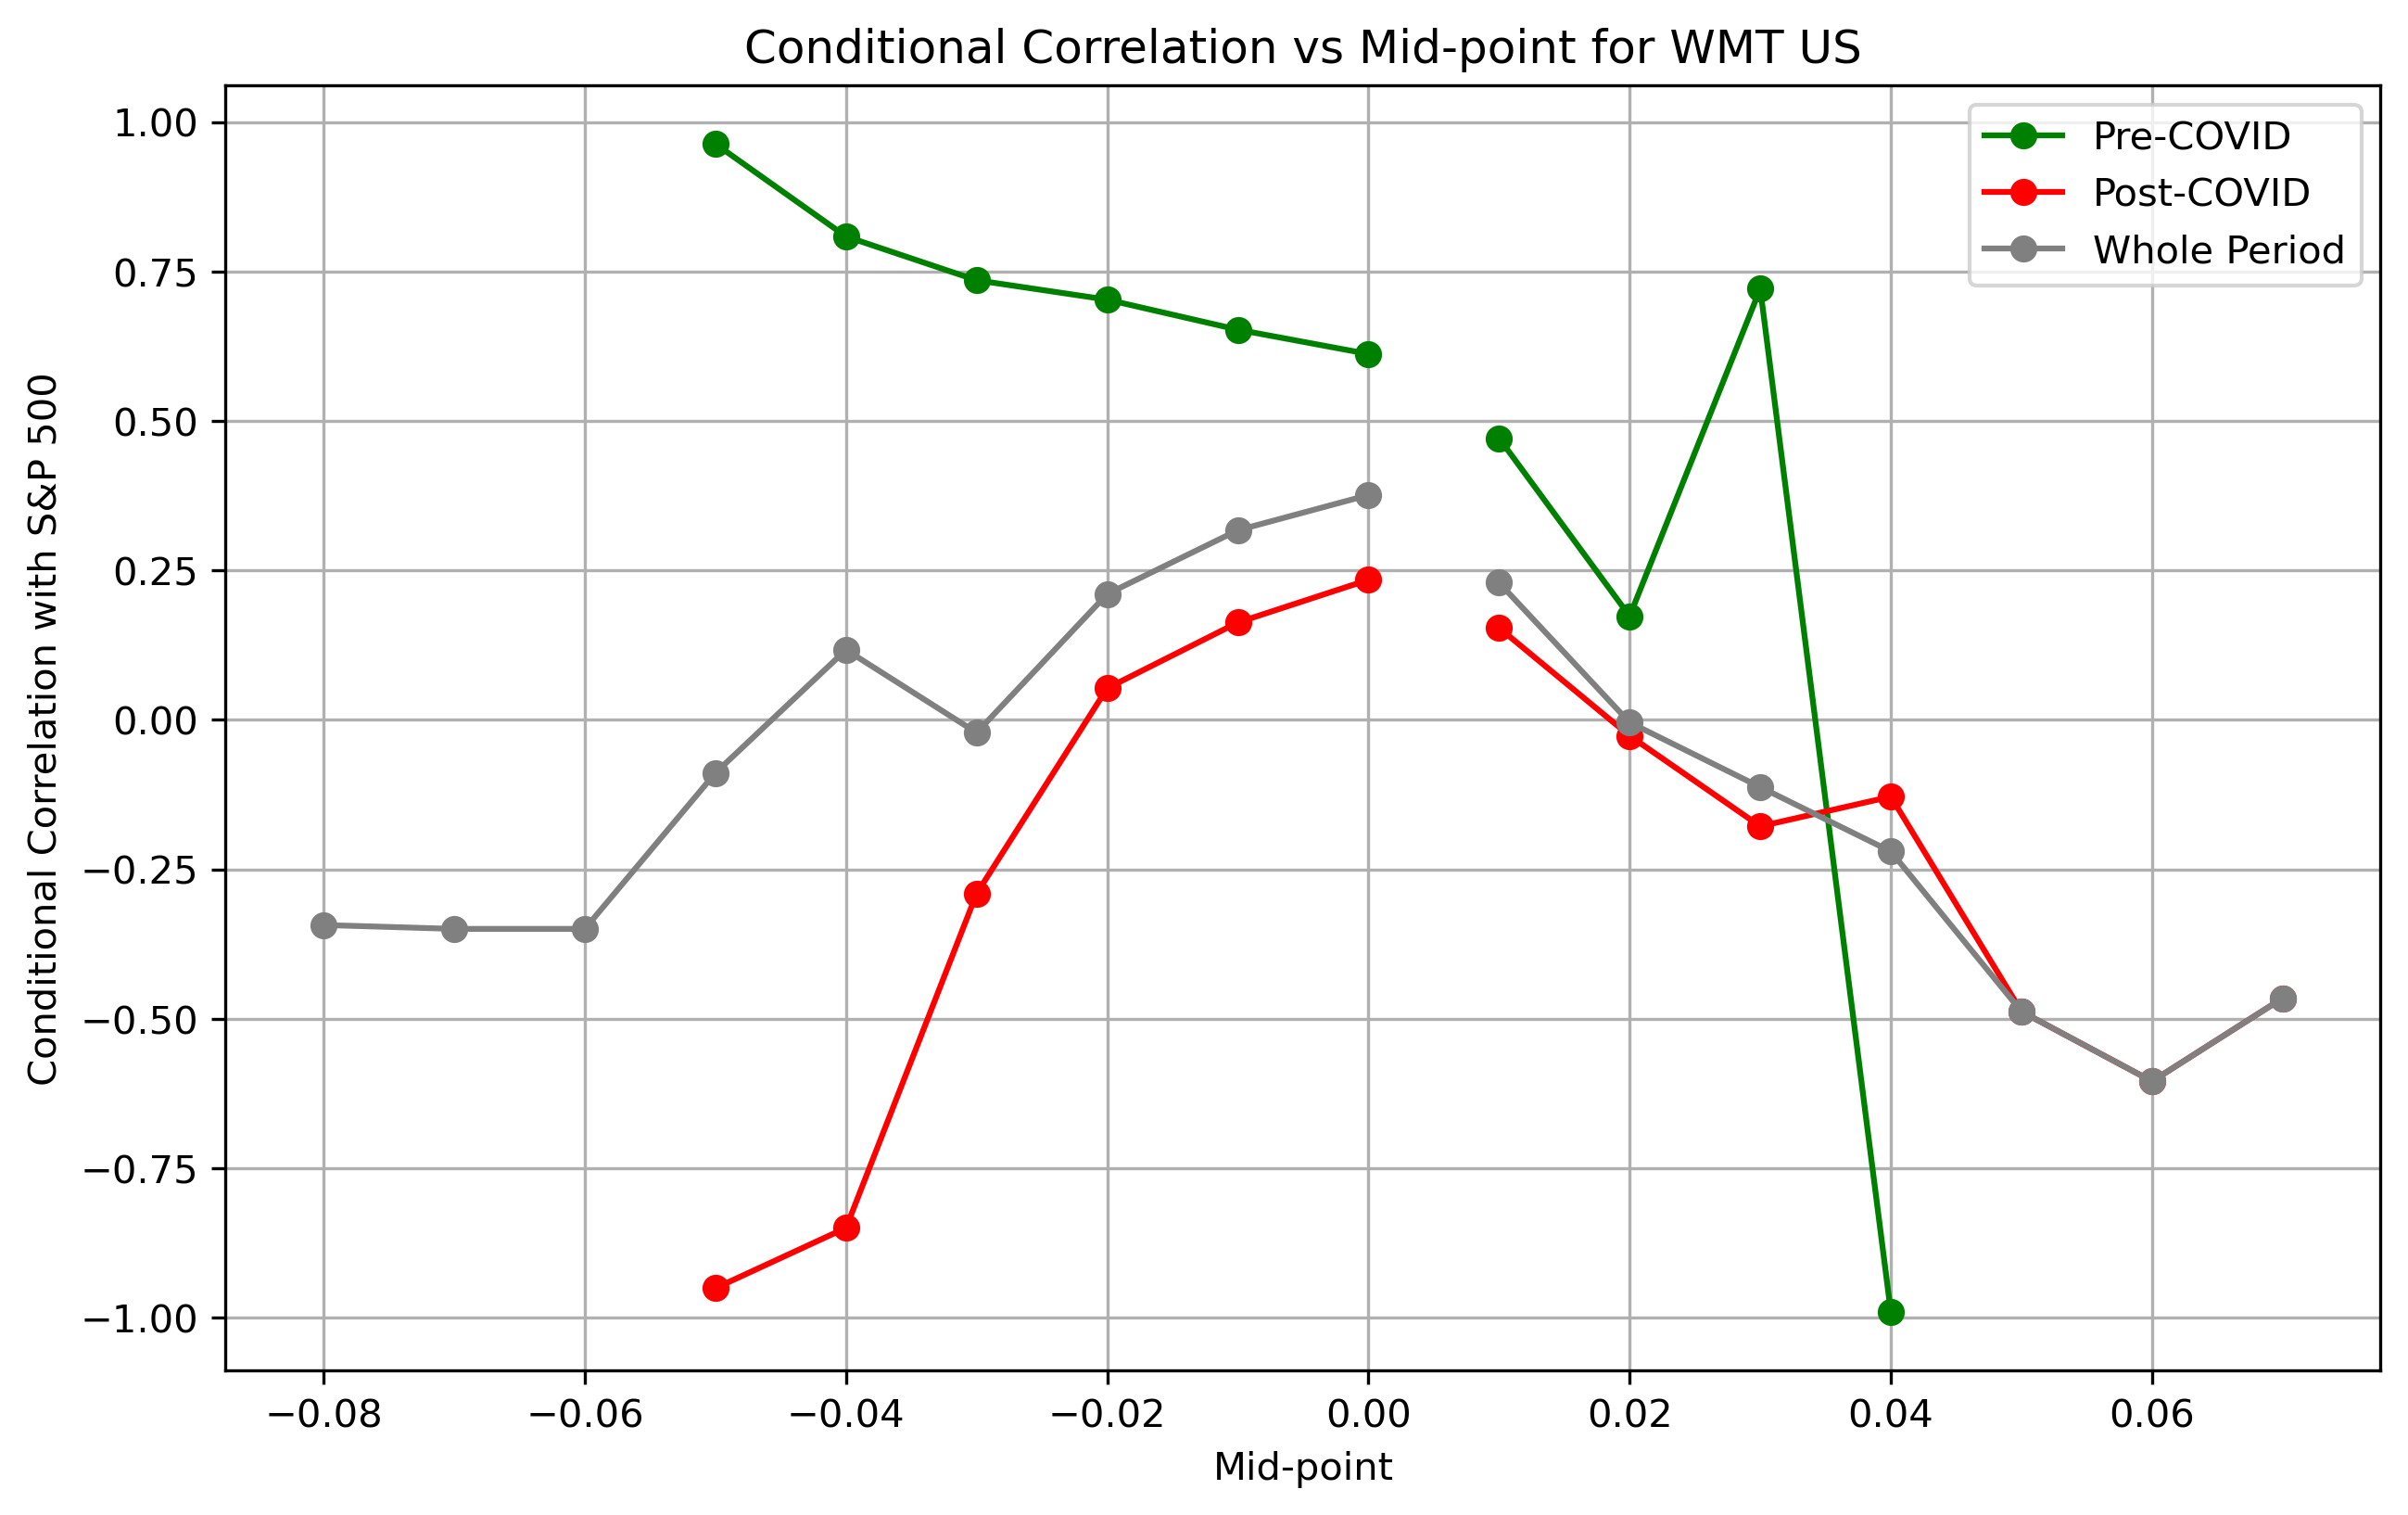 Conditional Correlation vs Mid-point for WMT US
Conditional Correlation with S&P 500
1.00
0.75
0.50
0.25
0.00
−0.25
−0.50
−0.75
−1.00
Pre-COVID
Post-COVID
Whole Period
−0.08
−0.06
−0.04
−0.02
0.00
0.02
0.04
0.06
Mid-point